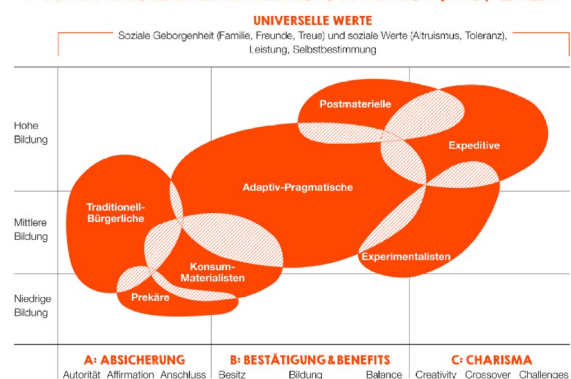 UNIVERSELLE WERTE
Soziale Geborgenheit (Familie, Freunde, Treue) und soziale Werte (Altruismus, Toleranz),
Leistung, Selbstbestimmung
Hohe
Bildung
Postmaterielle
Expeditive
Adaptiv-Pragmatische
Mittlere
Bildung
Traditionell-
Bürgerliche
Experimentalisten
Konsum-
Materialisten
Niedrige
Bildung
Prekäre
A: ABSICHERUNG
B: BESTÄTIGUNG & BENEFITS
C: CHARISMA
Autorität Affirmation Anschluss
Besitz Bildung Balance
Creativity Crossover Challenges